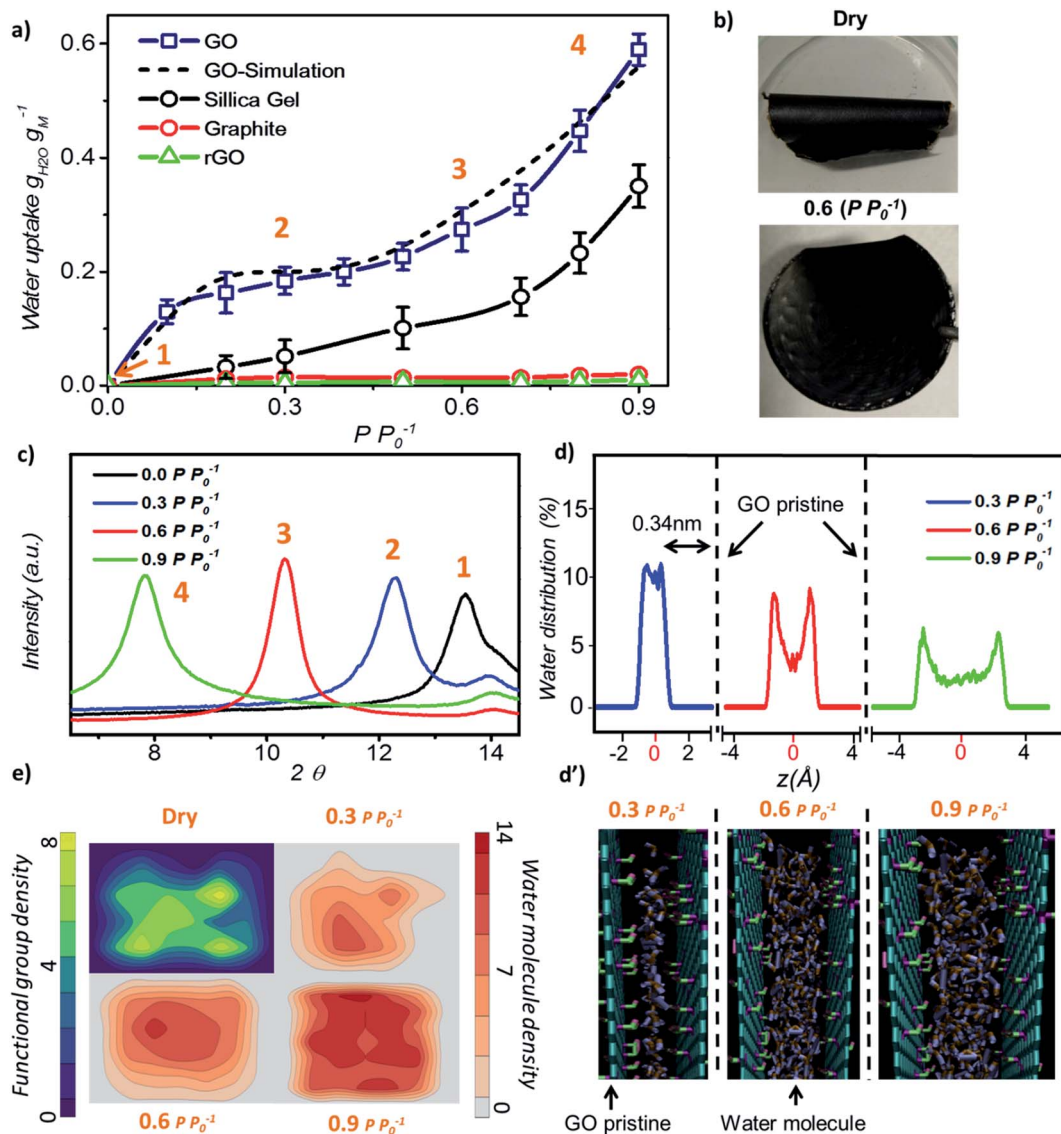 a)
Water uptake g_H2O g_M^-1
0.6
0.4
0.2
0.0
GO
GO-Simulation
Sillica Gel
Graphite
rGO
1
2
3
4
0.0
0.3
0.6
0.9
P P_0^-1
b)
Dry
0.6 (P P_0^-1)
c)
Intensity (a.u.)
0.0 P P_0^-1
0.3 P P_0^-1
0.6 P P_0^-1
0.9 P P_0^-1
4
3
2
1
8
10
12
14
2 θ
d)
Water distribution (%)
15
10
5
0
0.34nm
GO pristine
0.3 P P_0^-1
0.6 P P_0^-1
0.9 P P_0^-1
-2
0
2
-4
0
4
-4
0
4
z(Å)
e)
Functional group density
8
4
0
Dry
0.3 P P_0^-1
0.6 P P_0^-1
0.9 P P_0^-1
14
7
0
Water molecule density
d')
0.3 P P_0^-1
0.6 P P_0^-1
0.9 P P_0^-1
GO pristine
Water molecule